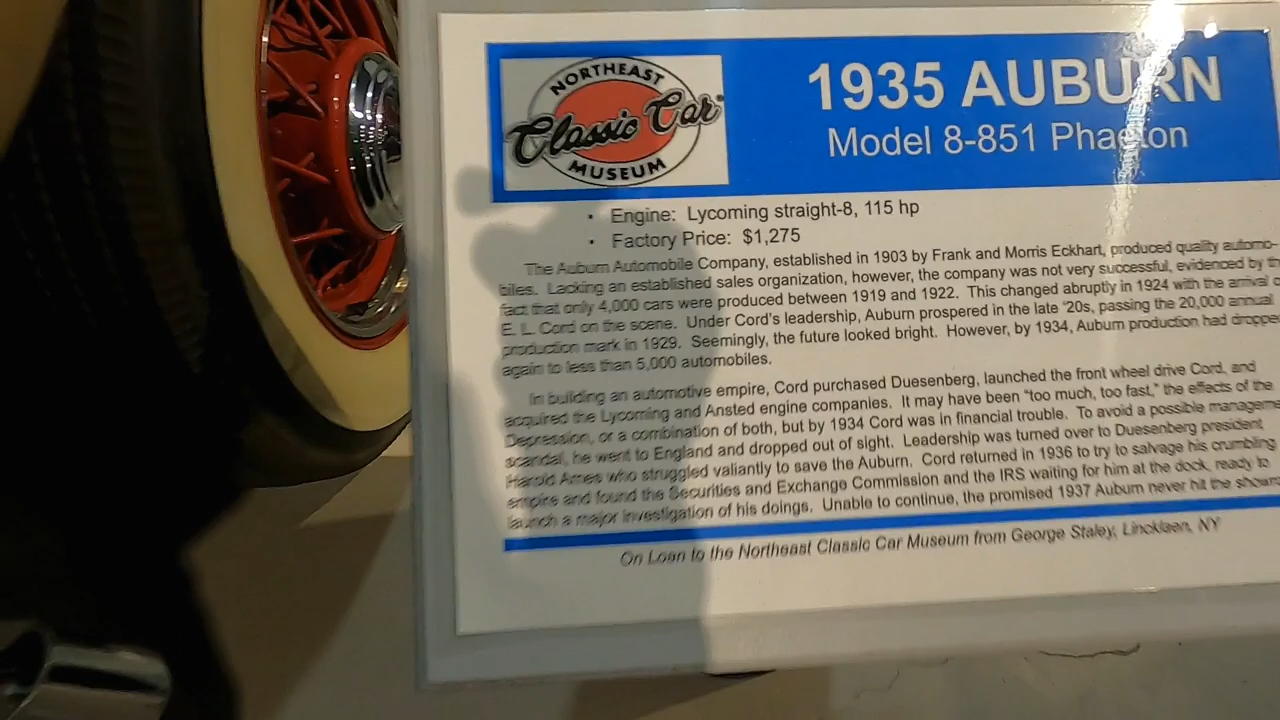 NORTHEAST
Classic Car
MUSEUM
1935 AUBURN
Model 8-851 Phaeton
• Engine: Lycoming straight-8, 115 hp
• Factory Price: $1,275
The Auburn Automobile Company, established in 1903 by Frank and Morris Eckhart, produced quality automo-
biles. Lacking an established sales organization, however, the company was not very successful, evidenced by th
fact that only 4,000 cars were produced between 1919 and 1922. This changed abruptly in 1924 with the arrival o
E. L. Cord on the scene. Under Cord's leadership, Auburn prospered in the late '20s, passing the 20,000 annual
production mark in 1929. Seemingly, the future looked bright. However, by 1934, Auburn production had droppe
again to less than 5,000 automobiles.
In building an automotive empire, Cord purchased Duesenberg, launched the front wheel drive Cord, and
acquired the Lycoming and Ansted engine companies. It may have been "too much, too fast," the effects of the
Depression, or a combination of both, but by 1934 Cord was in financial trouble. To avoid a possible manageme
scandal, he went to England and dropped out of sight. Leadership was turned over to Duesenberg president
Harold Ames who struggled valiantly to save the Auburn. Cord returned in 1936 to try to salvage his crumbling
empire and found the Securities and Exchange Commission and the IRS waiting for him at the dock, ready to
launch a major investigation of his doings. Unable to continue, the promised 1937 Auburn never hit the show
On Loan to the Northeast Classic Car Museum from George Staley, Lincklaen, NY